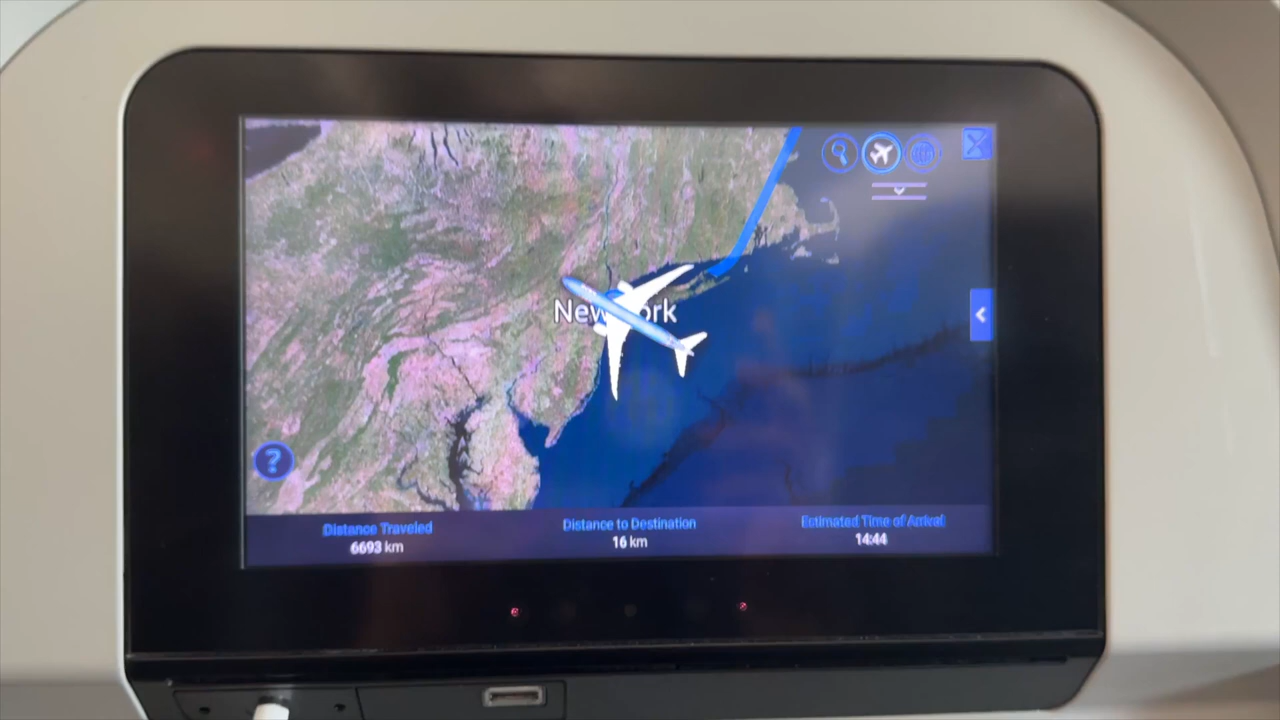 New York
?
Distance Traveled
6693 km
Distance to Destination
16 km
Estimated Time of Arrival
14:44